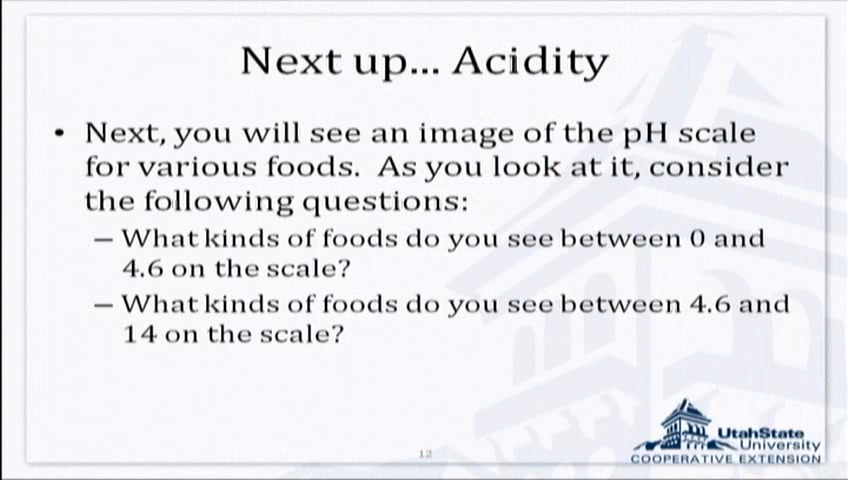 Next up... Acidity
• Next, you will see an image of the pH scale
for various foods. As you look at it, consider
the following questions:
– What kinds of foods do you see between 0 and
4.6 on the scale?
– What kinds of foods do you see between 4.6 and
14 on the scale?
12
UtahState
University
COOPERATIVE EXTENSION